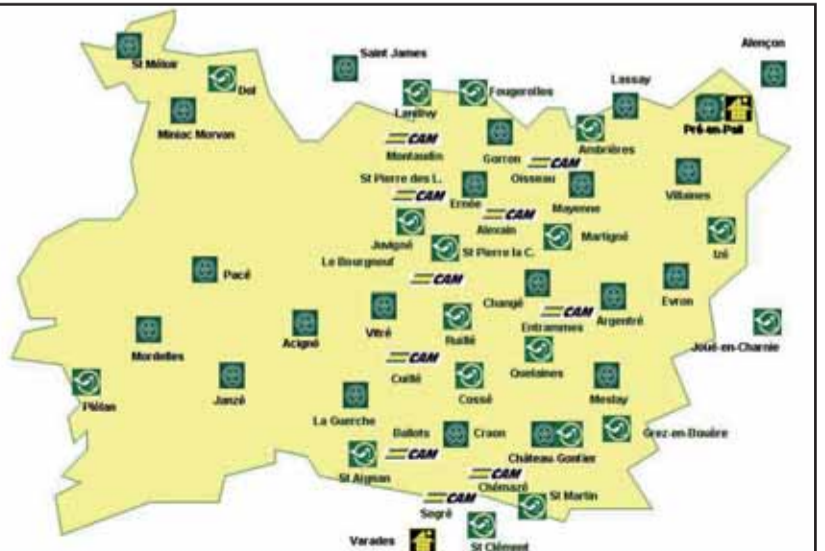 Alençon
Saint James
St Méloir
Dol
Lassay
Fougerolles
Landivy
Pré-en-Pail
Miniac Morvan
CAM
Montaudin
Gorron
Ambrières
CAM
Oisseau
St Pierre des L.
CAM
Ernée
Mayenne
Villaines
CAM
Alexain
Juvigné
St Pierre la C.
Martigné
Izé
Le Bourgneuf
CAM
Pacé
Changé
Evron
CAM
Entrammes
Argentré
Vitré
Acigné
Ruillé
Joué-en-Charnie
Mordelles
CAM
Cuillé
Quelaines
Plélan
Janzé
Cossé
Meslay
La Guerche
Ballots
Craon
Grez-en-Bouère
CAM
Château Gontier
St Aignan
CAM
Chémazé
CAM
Segré
St Martin
Varades
St Clément